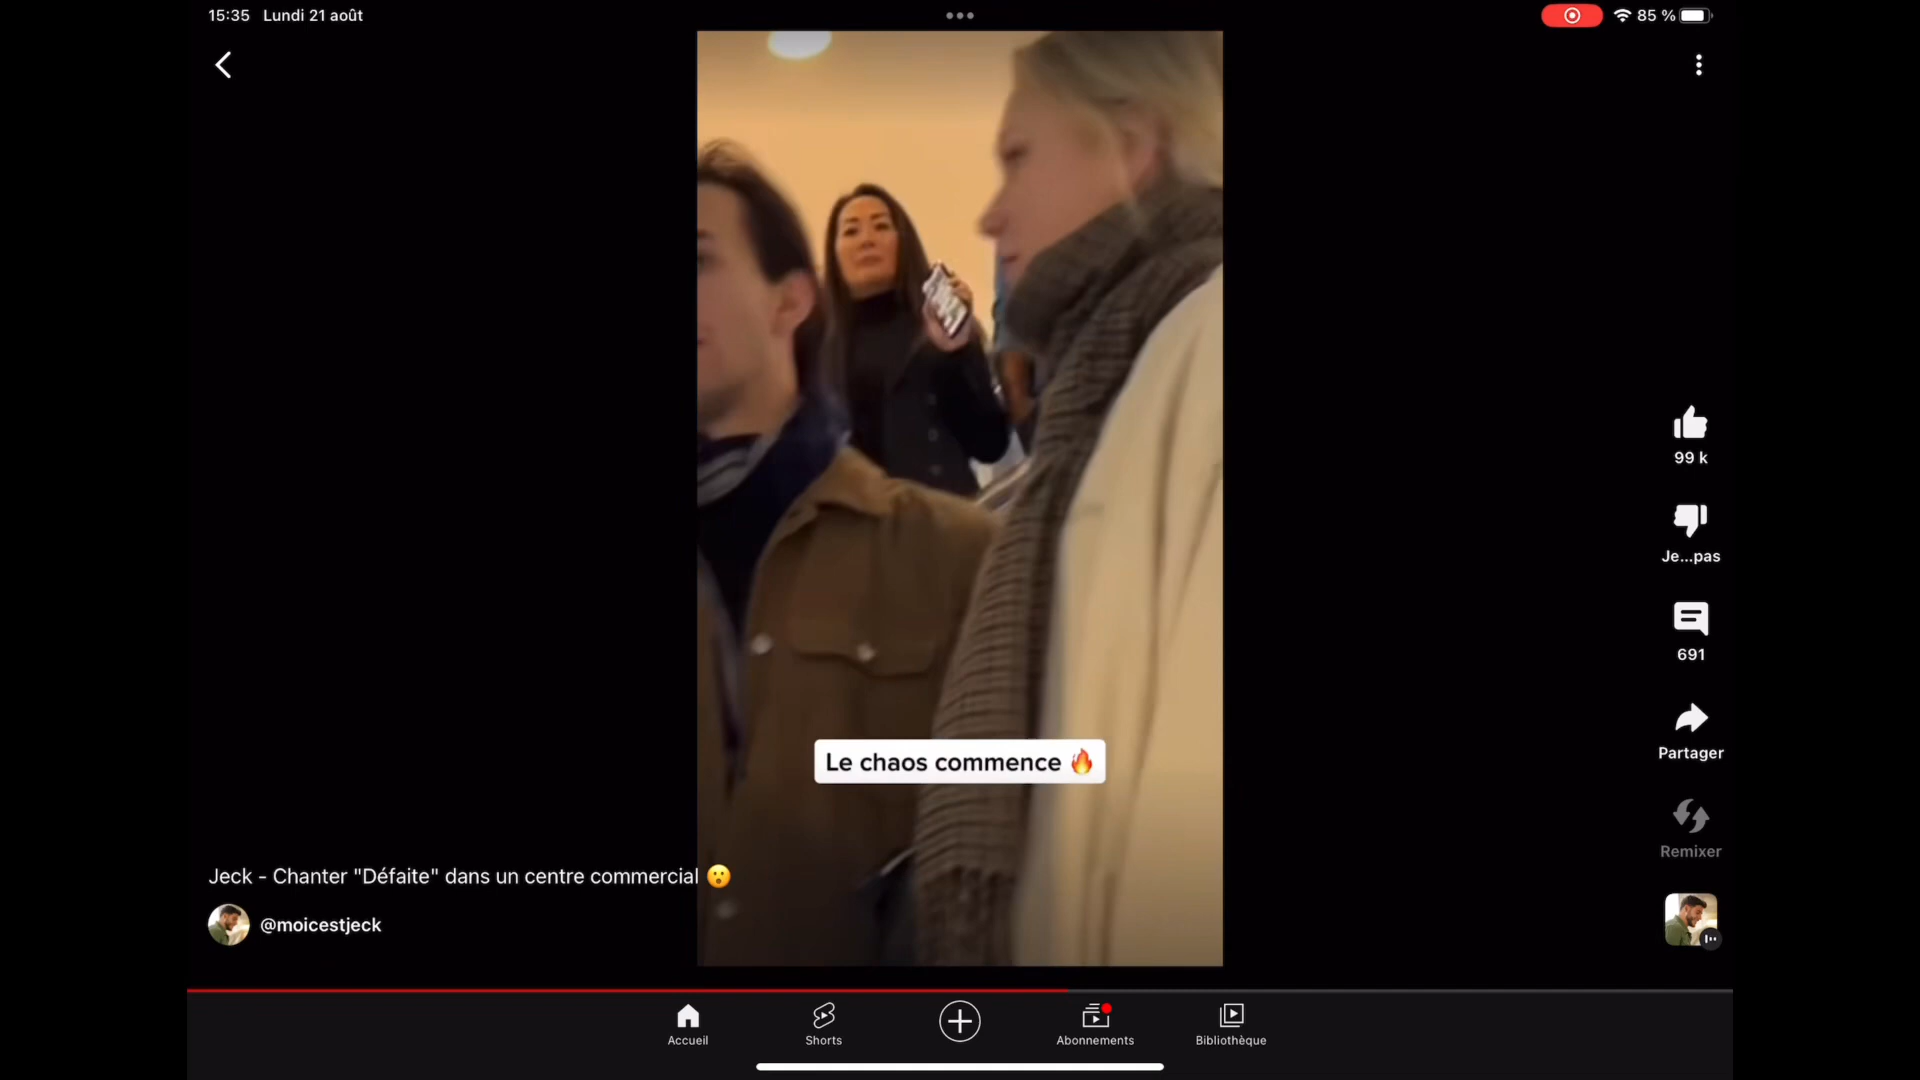 15:35 Lundi 21 août
85 %
99 k
Je...pas
691
Partager
Le chaos commence 🔥
Remixer
Jeck - Chanter "Défaite" dans un centre commercial 😮
@moicestjeck
Accueil
Shorts
Abonnements
Bibliothèque